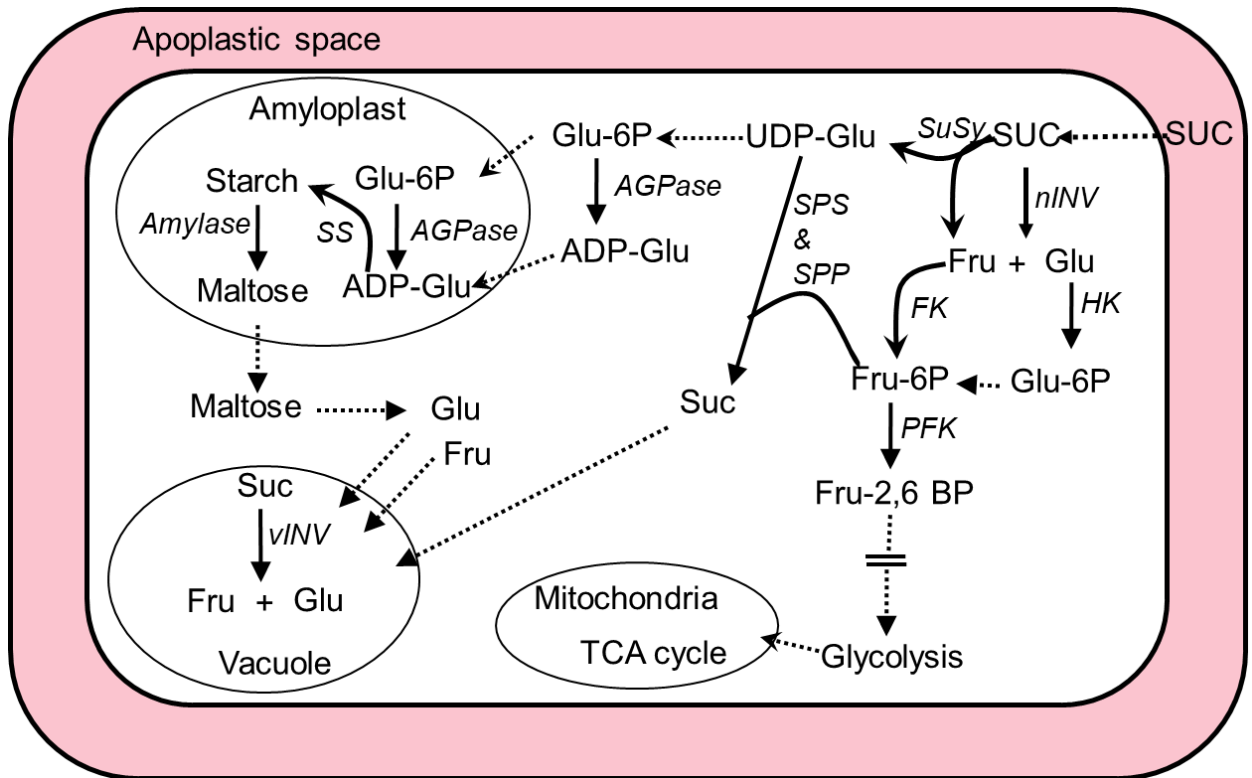 Apoplastic space
Amyloplast
Glu-6P
UDP-Glu
SuSy
SUC
SUC
Starch
Glu-6P
AGPase
nINV
Amylase
SS
AGPase
SPS
&
SPP
ADP-Glu
Fru + Glu
Maltose
ADP-Glu
FK
HK
Fru-6P
Glu-6P
Maltose
Glu
Suc
PFK
Fru
Suc
Fru-2,6 BP
vINV
Fru + Glu
Mitochondria
TCA cycle
Glycolysis
Vacuole